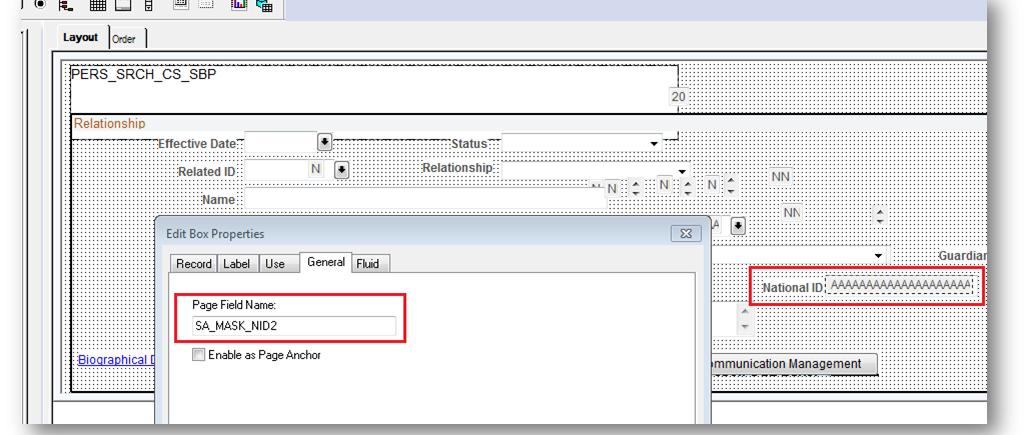 Layout Order
PERS_SRCH_CS_SBP
20
Relationship
Effective Date Status
Related ID N Relationship
N N N NN
Name
NN
Edit Box Properties
A
Record Label Use General Fluid
Guardian
National ID AAAAAAAAAAAAAAAAAAAA
Page Field Name:
SA_MASK_NID2
Enable as Page Anchor
Biographical D
ommunication Management